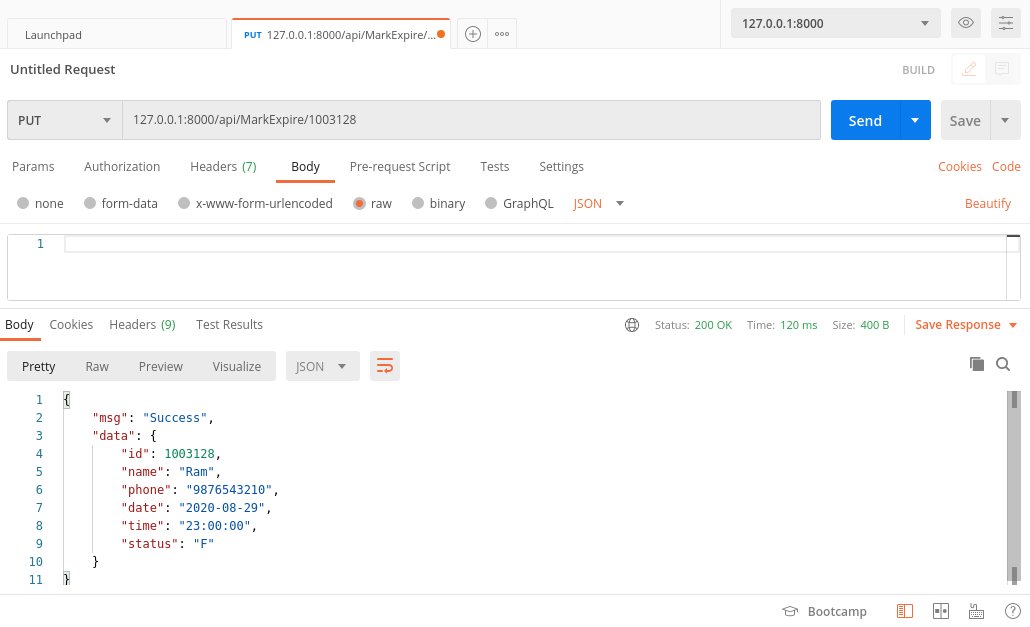 Launchpad
PUT 127.0.0.1:8000/api/MarkExpire/...
127.0.0.1:8000
Untitled Request
BUILD
PUT 127.0.0.1:8000/api/MarkExpire/1003128
Send
Save
Params Authorization Headers (7) Body Pre-request Script Tests Settings Cookies Code
none form-data x-www-form-urlencoded raw binary GraphQL JSON Beautify
1
Body Cookies Headers (9) Test Results Status: 200 OK Time: 120 ms Size: 400 B Save Response
Pretty Raw Preview Visualize JSON
1 {
2 "msg": "Success",
3 "data": {
4 "id": 1003128,
5 "name": "Ram",
6 "phone": "9876543210",
7 "date": "2020-08-29",
8 "time": "23:00:00",
9 "status": "F"
10 }
11 }
Bootcamp